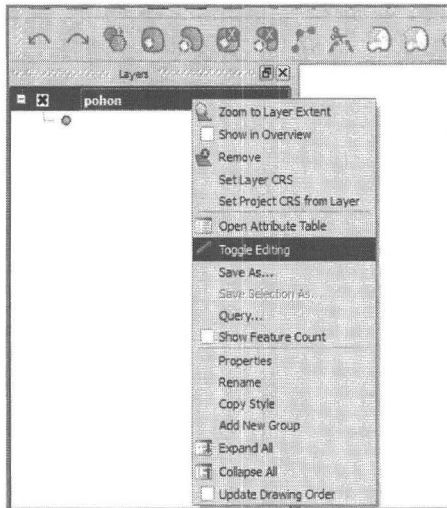 Layers
pohon
Zoom to Layer Extent
Show in Overview
Remove
Set Layer CRS
Set Project CRS from Layer
Open Attribute Table
Toggle Editing
Save As...
Save Selection As...
Query...
Show Feature Count
Properties
Rename
Copy Style
Add New Group
Expand All
Collapse All
Update Drawing Order